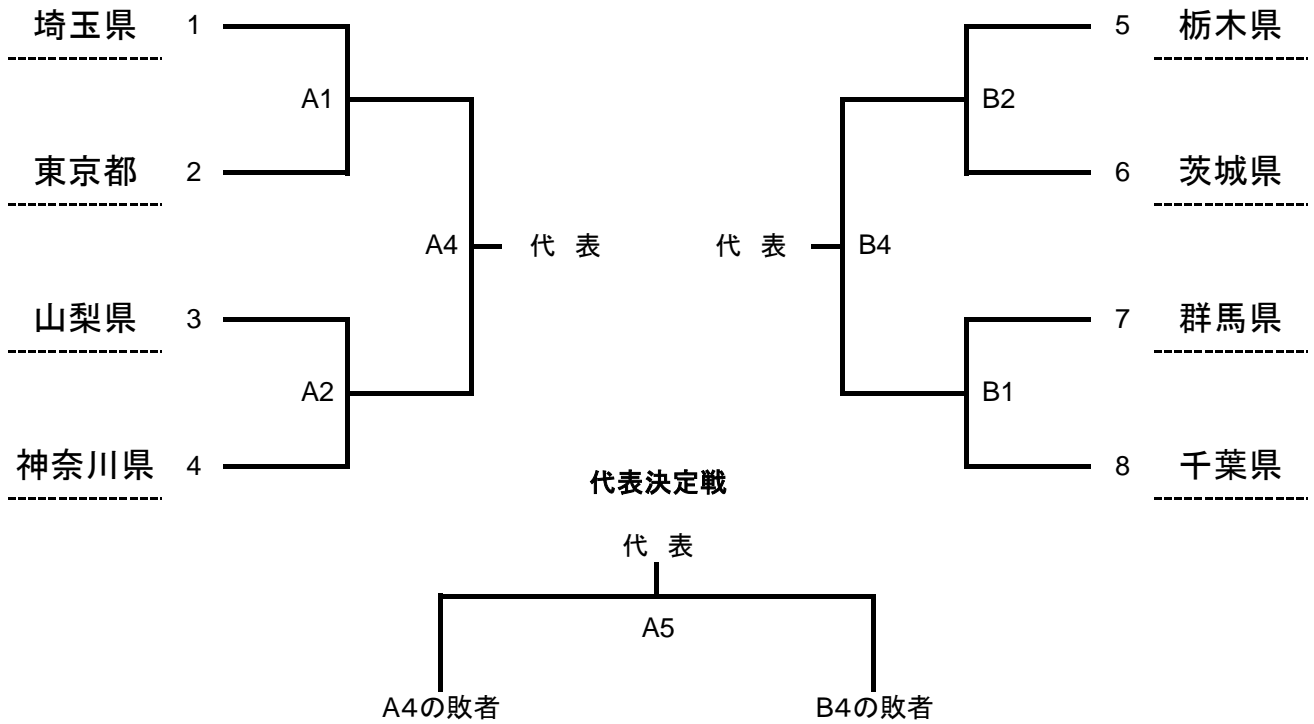 埼玉県 1
A1
東京都 2
A4 代 表
山梨県 3
A2
神奈川県 4
5 栃木県
B2
6 茨城県
代 表 B4
7 群馬県
B1
8 千葉県
代表決定戦
代 表
A5
A4の敗者 B4の敗者